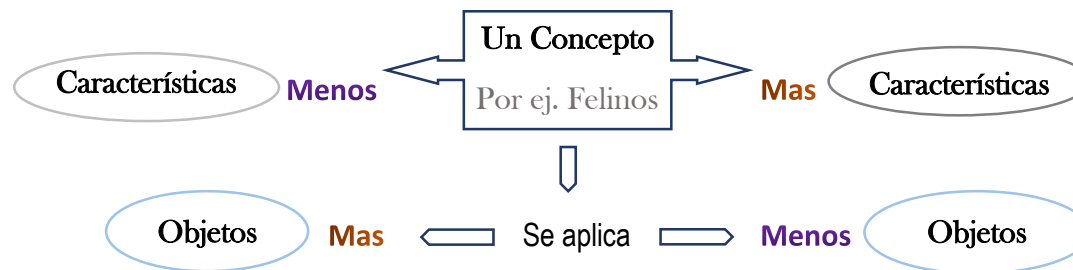 Un Concepto
Características Menos Por ej. Felinos Mas Características
Objetos Mas Se aplica Menos Objetos